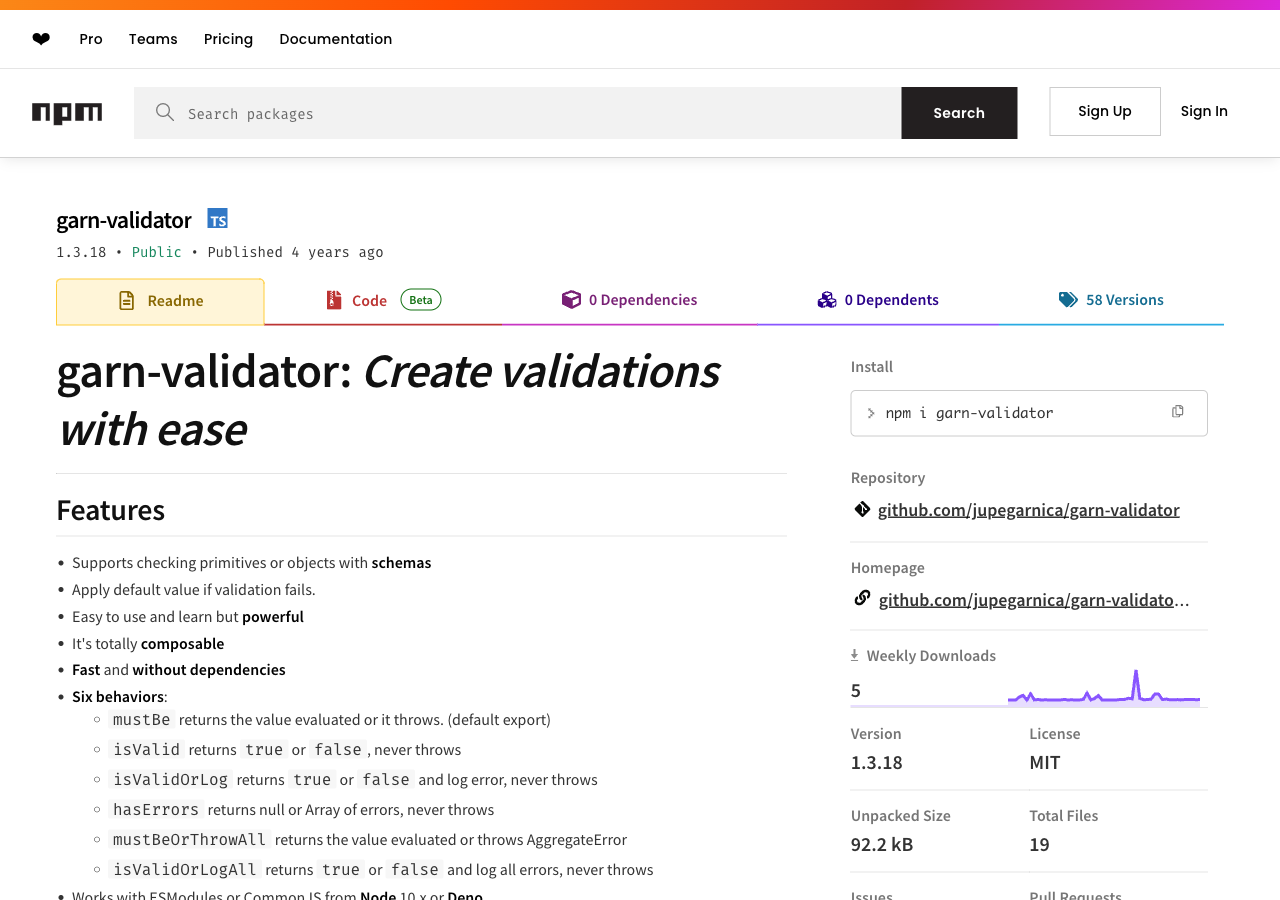 ❤ Pro Teams Pricing Documentation
npm Search packages Search Sign Up Sign In
garn-validator TS
1.3.18 • Public • Published 4 years ago
Readme Code Beta 0 Dependencies 0 Dependents 58 Versions
garn-validator: Create validations
with ease
Features
• Supports checking primitives or objects with schemas
• Apply default value if validation fails.
• Easy to use and learn but powerful
• It's totally composable
• Fast and without dependencies
• Six behaviors:
◦ mustBe returns the value evaluated or it throws. (default export)
◦ isValid returns true or false, never throws
◦ isValidOrLog returns true or false and log error, never throws
◦ hasErrors returns null or Array of errors, never throws
◦ mustBeOrThrowAll returns the value evaluated or throws AggregateError
◦ isValidOrLogAll returns true or false and log all errors, never throws
• Works with ESModules or CommonJS from Node 10.x or Deno
Install
> npm i garn-validator
Repository
github.com/jupegarnica/garn-validator
Homepage
github.com/jupegarnica/garn-validato...
Weekly Downloads
5
Version License
1.3.18 MIT
Unpacked Size Total Files
92.2 kB 19
Issues Pull Requests